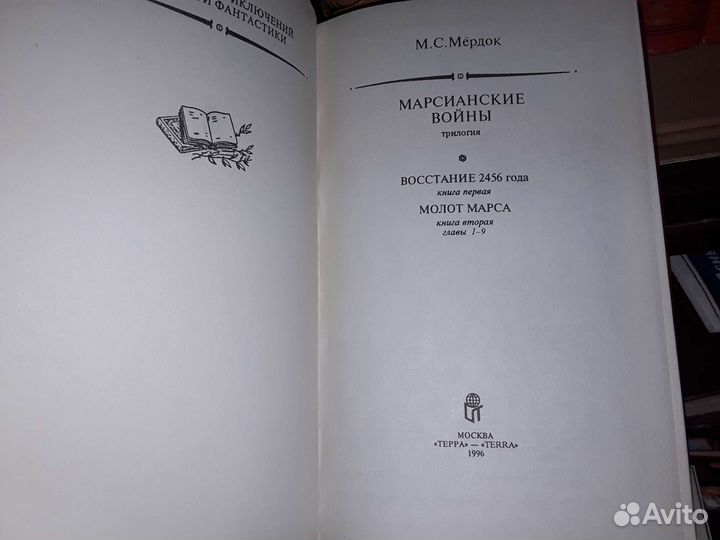 И ФАНТАСТИКИ
М.С.Мёрдок
МАРСИАНСКИЕ
ВОЙНЫ
трилогия
ВОССТАНИЕ 2456 года
книга первая
МОЛОТ МАРСА
книга вторая
главы 1–9
МОСКВА
«ТЕРРА» — «TERRA»
1996
Avito